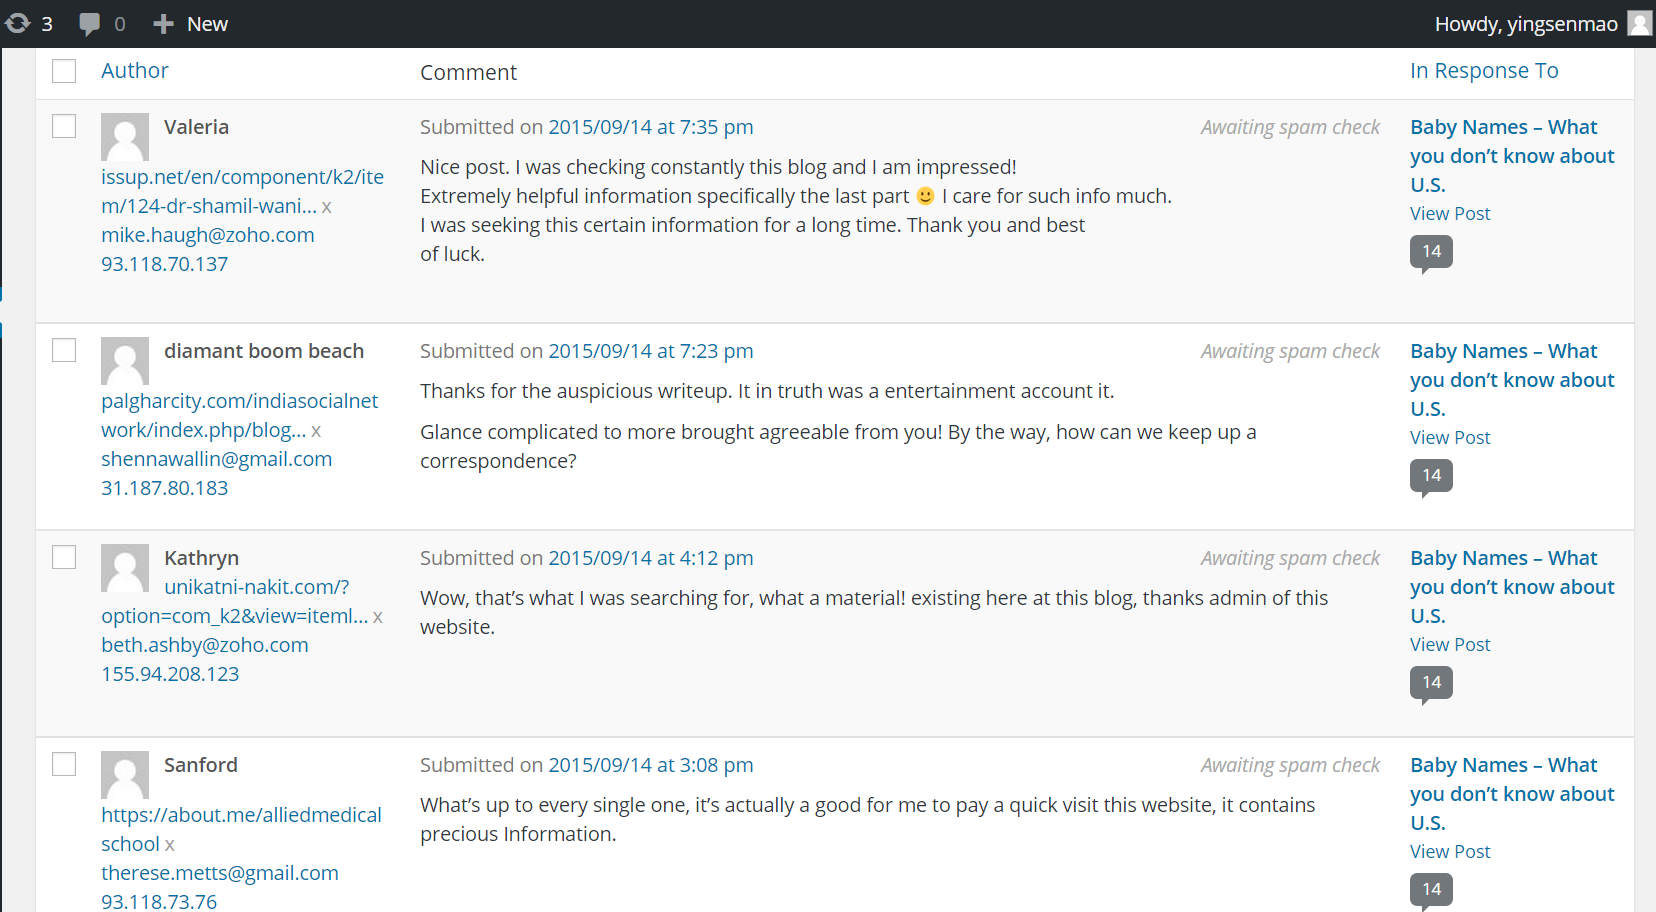 3 0 New Howdy, yingsenmao
Author Comment In Response To
Valeria
issup.net/en/component/k2/ite
m/124-dr-shamil-wani... x
mike.haugh@zoho.com
93.118.70.137
Submitted on 2015/09/14 at 7:35 pm
Awaiting spam check
Nice post. I was checking constantly this blog and I am impressed!
Extremely helpful information specifically the last part 🙂 I care for such info much.
I was seeking this certain information for a long time. Thank you and best
of luck.
Baby Names – What
you don’t know about
U.S.
View Post
14
diamant boom beach
palgharcity.com/indiasocialnet
work/index.php/blog... x
shennawallin@gmail.com
31.187.80.183
Submitted on 2015/09/14 at 7:23 pm
Awaiting spam check
Thanks for the auspicious writeup. It in truth was a entertainment account it.
Glance complicated to more brought agreeable from you! By the way, how can we keep up a
correspondence?
Baby Names – What
you don’t know about
U.S.
View Post
14
Kathryn
unikatni-nakit.com/?
option=com_k2&view=iteml... x
beth.ashby@zoho.com
155.94.208.123
Submitted on 2015/09/14 at 4:12 pm
Awaiting spam check
Wow, that’s what I was searching for, what a material! existing here at this blog, thanks admin of this
website.
Baby Names – What
you don’t know about
U.S.
View Post
14
Sanford
https://about.me/alliedmedical
school x
therese.metts@gmail.com
93.118.73.76
Submitted on 2015/09/14 at 3:08 pm
Awaiting spam check
What’s up to every single one, it’s actually a good for me to pay a quick visit this website, it contains
precious Information.
Baby Names – What
you don’t know about
U.S.
View Post
14